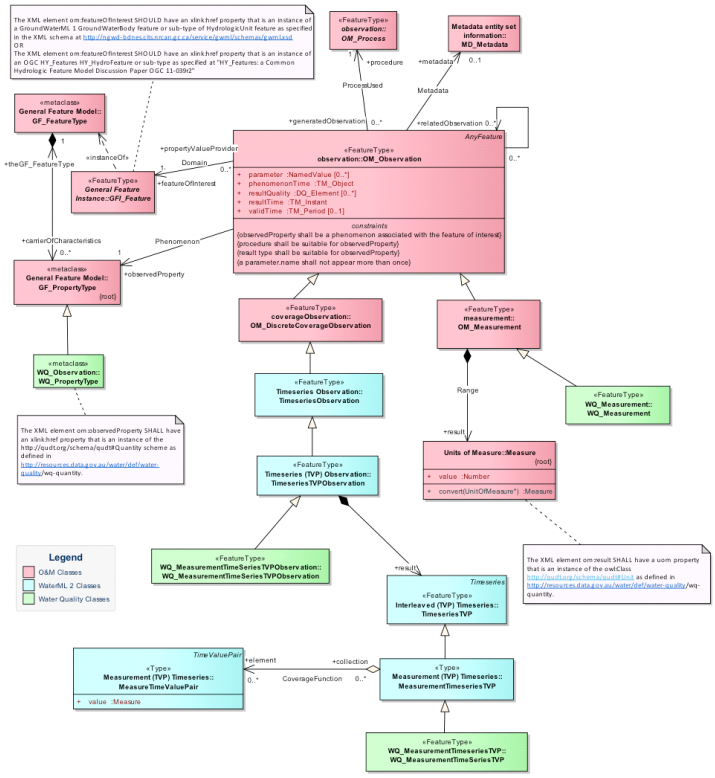 The XML element om:featureOfInterest SHOULD have an xlink:href property that is an instance of
a GroundWaterML 1 GroundWaterBody feature or sub-type of HydrologicUnit feature as specified
in the XML schema at http://ngwd-bdnes.cits.nrcan.gc.ca/service/gwml/schemas/gwml.xsd
OR
The XML element om:featureOfInterest SHOULD have an xlink:href property that is an instance of
an OGC HY_Features HY_HydroFeature or sub-type as specified at "HY_Features: a Common
Hydrologic Feature Model Discussion Paper OGC 11-039r2"
«FeatureType»
observation::
OM_Process
Metadata entity set
information::
MD_Metadata
1
+procedure
ProcessUsed
+generatedObservation
0..*
+metadata
0..1
Metadata
+relatedObservation
0..*
0..*
«metaclass»
General Feature Model::
GF_FeatureType
1
+theGF_FeatureType
«instanceOf»
«FeatureType»
General Feature
Instance::GFI_Feature
+propertyValueProvider
Domain
1
0..*
+featureOfInterest
AnyFeature
«FeatureType»
observation::OM_Observation
+ parameter :NamedValue [0..*]
+ phenomenonTime :TM_Object
+ resultQuality :DQ_Element [0..*]
+ resultTime :TM_Instant
+ validTime :TM_Period [0..1]
constraints
{observedProperty shall be a phenomenon associated with the feature of interest}
{procedure shall be suitable for observedProperty}
{result type shall be suitable for observedProperty}
{a parameter.name shall not appear more than once}
+carrierOfCharacteristics
0..*
Phenomenon
1
+observedProperty
«metaclass»
General Feature Model::
GF_PropertyType
{root}
«FeatureType»
coverageObservation::
OM_DiscreteCoverageObservation
«FeatureType»
measurement::
OM_Measurement
«metaclass»
WQ_Observation::
WQ_PropertyType
«FeatureType»
Timeseries Observation::
TimeseriesObservation
Range
+result
«FeatureType»
WQ_Measurement::
WQ_Measurement
The XML element om:observedProperty SHALL have
an xlink:href property that is an instance of the
http://qudt.org/schema/qudt#Quantity scheme as
defined in
http://resources.data.gov.au/water/def/water-
quality/wq-quantity.
«FeatureType»
Timeseries (TVP) Observation::
TimeseriesTVPObservation
Units of Measure::Measure
{root}
+ value :Number
+ convert(UnitOfMeasure*) :Measure
Legend
O&M Classes
WaterML 2 Classes
Water Quality Classes
«FeatureType»
WQ_MeasurementTimeSeriesTVPObservation::
WQ_MeasurementTimeSeriesTVPObservation
The XML element om:result SHALL have a uom property
that is an instance of the owlClass
http://qudt.org/schema/qudt#Unit as defined in
http://resources.data.gov.au/water/def/water-quality/wq-
quantity.
+result
Timeseries
«FeatureType»
Interleaved (TVP) Timeseries::
TimeseriesTVP
TimeValuePair
«Type»
Measurement (TVP) Timeseries::
MeasureTimeValuePair
+ value :Measure
+element
+collection
0..*
CoverageFunction
0..*
«Type»
Measurement (TVP) Timeseries::
MeasurementTimeseriesTVP
«FeatureType»
WQ_MeasurementTimeseriesTVP::
WQ_MeasurementTimeSeriesTVP